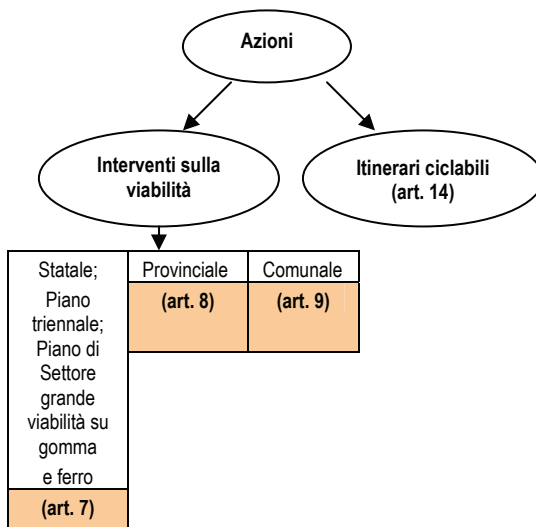 Azioni
Interventi sulla
viabilità
Itinerari ciclabili
(art. 14)
Statale;
Piano
triennale;
Piano di
Settore
grande
viabilità su
gomma
e ferro
(art. 7)
Provinciale
(art. 8)
Comunale
(art. 9)